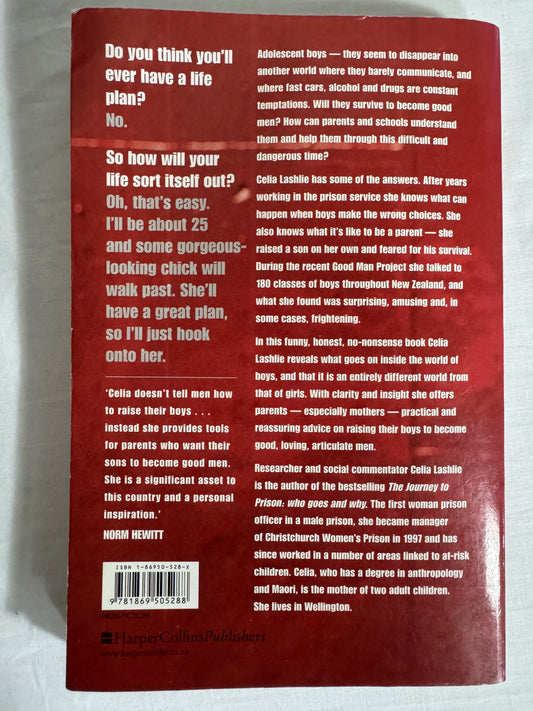 Do you think you'll
ever have a life
plan?
No.
So how will your
life sort itself out?
Oh, that's easy.
I'll be about 25
and some gorgeous-
looking chick will
walk past. She'll
have a great plan,
so I'll just hook
onto her.
'Celia doesn't tell men how
to raise their boys . . .
instead she provides tools
for parents who want their
sons to become good men.
She is a significant asset to
this country and a personal
inspiration.'
NORM HEWITT
ISBN 1-86950-528-X
9 781869 505288
NON-FICTION
HarperCollinsPublishers
www.harpercollins.co.nz
Adolescent boys — they seem to disappear into
another world where they barely communicate, and
where fast cars, alcohol and drugs are constant
temptations. Will they survive to become good
men? How can parents and schools understand
them and help them through this difficult and
dangerous time?
Celia Lashlie has some of the answers. After years
working in the prison service she knows what can
happen when boys make the wrong choices. She
also knows what it's like to be a parent — she
raised a son on her own and feared for his survival.
During the recent Good Man Project she talked to
180 classes of boys throughout New Zealand, and
what she found was surprising, amusing and, in
some cases, frightening.
In this funny, honest, no-nonsense book Celia
Lashlie reveals what goes on inside the world of
boys, and that it is an entirely different world from
that of girls. With clarity and insight she offers
parents — especially mothers — practical and
reassuring advice on raising their boys to become
good, loving, articulate men.
Researcher and social commentator Celia Lashlie
is the author of the bestselling The Journey to
Prison: who goes and why. The first woman prison
officer in a male prison, she became manager
of Christchurch Women's Prison in 1997 and has
since worked in a number of areas linked to at-risk
children. Celia, who has a degree in anthropology
and Maori, is the mother of two adult children.
She lives in Wellington.